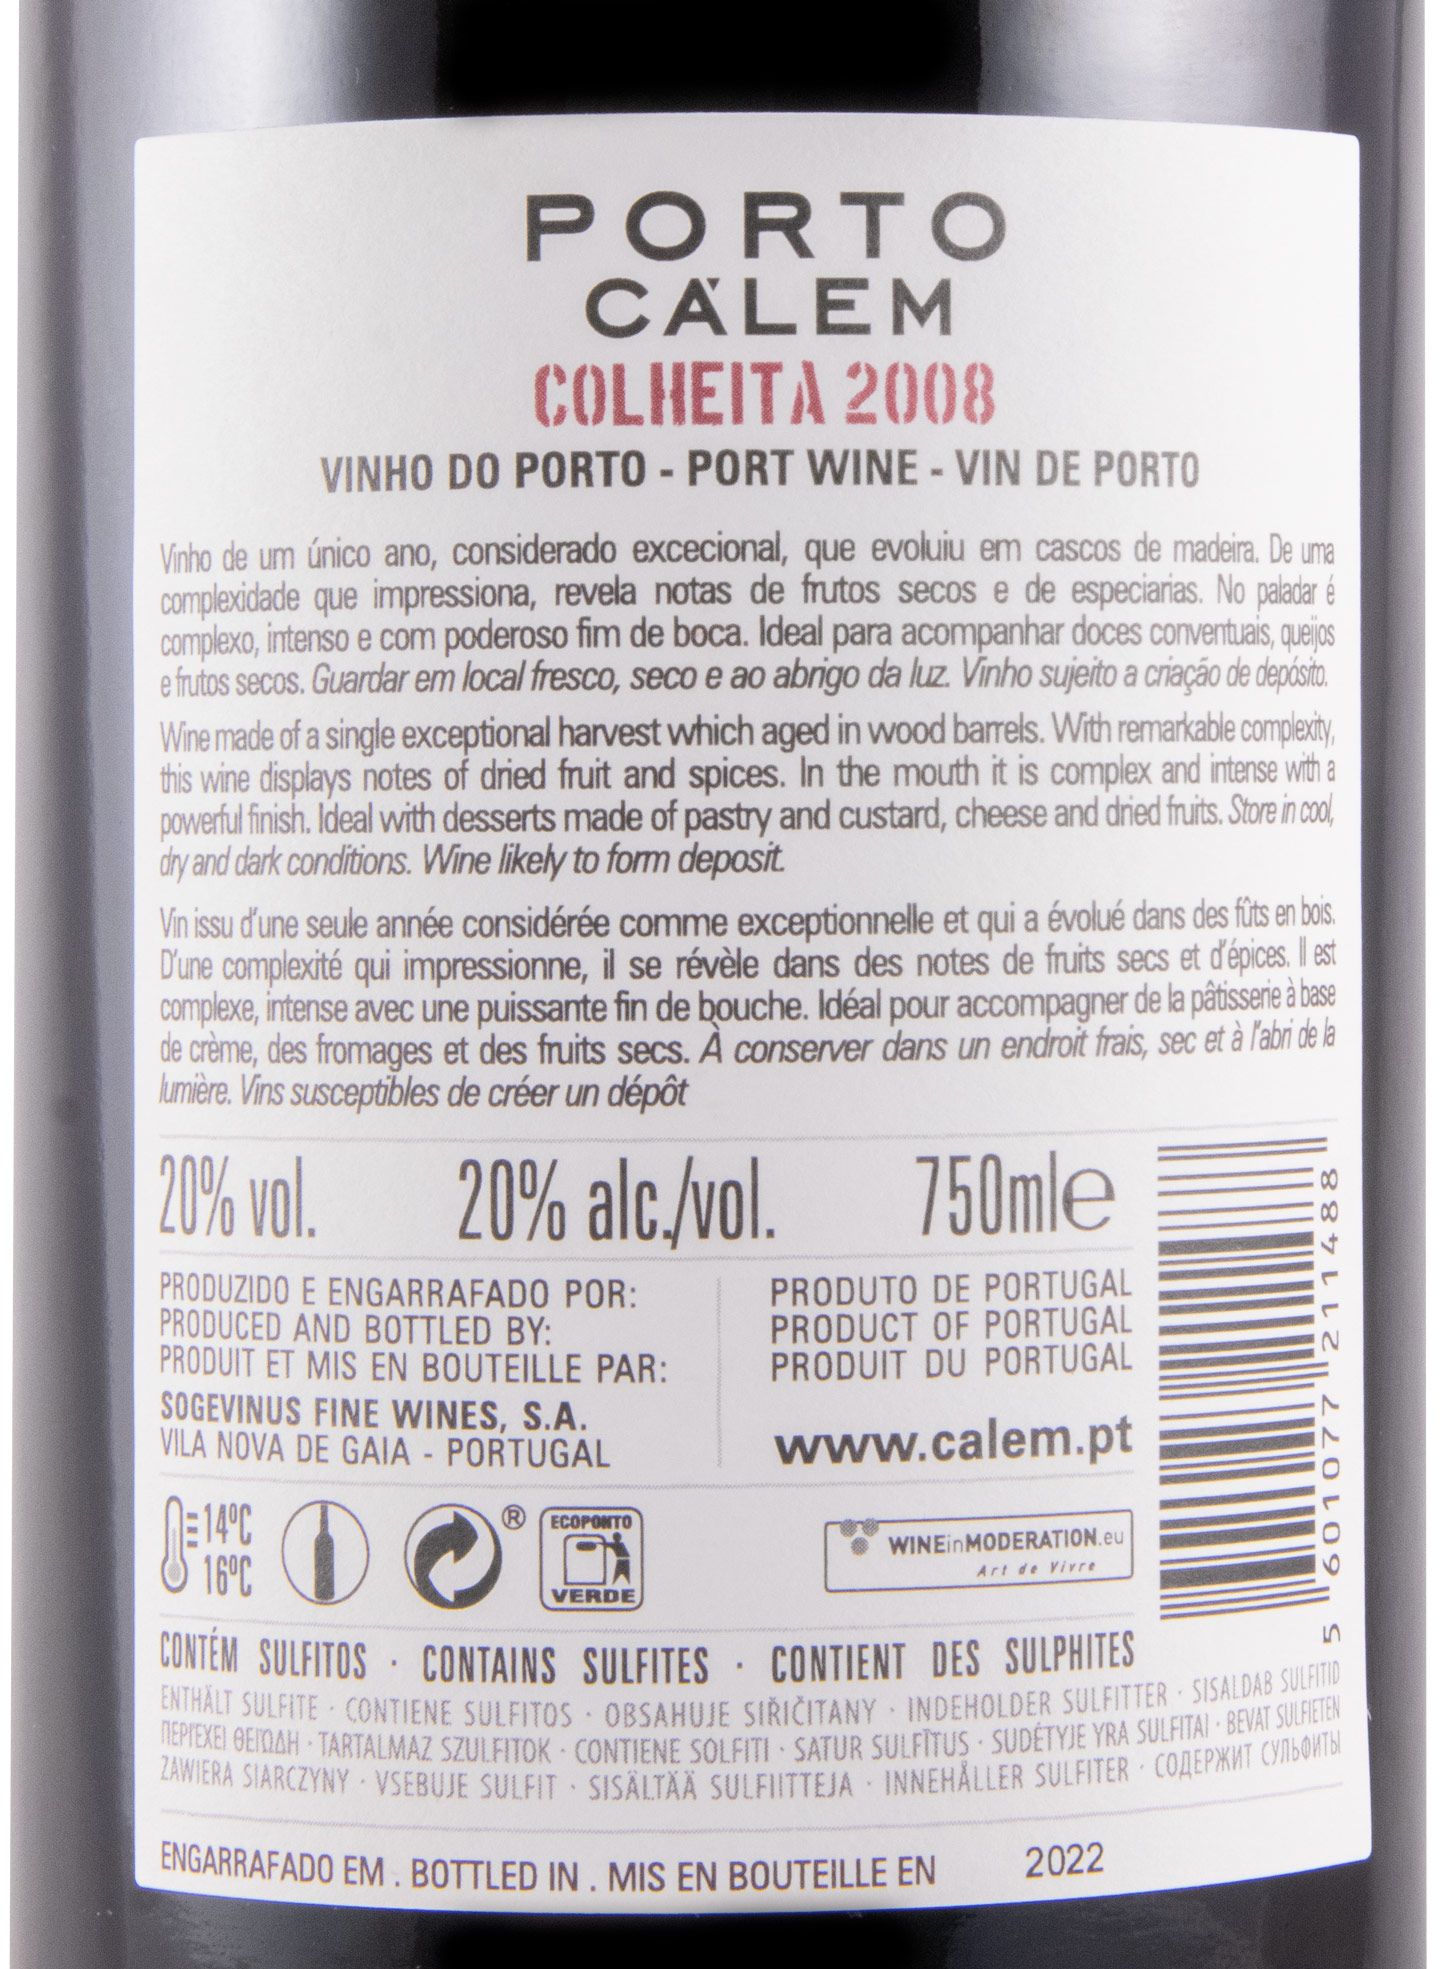 PORTO
CÁLEM
COLHEITA 2008
VINHO DO PORTO - PORT WINE - VIN DE PORTO
Vinho de um único ano, considerado excecional, que evoluiu em cascos de madeira. De uma
complexidade que impressiona, revela notas de frutos secos e de especiarias. No paladar é
complexo, intenso e com poderoso fim de boca. Ideal para acompanhar doces conventuais, queijos
e frutos secos. Guardar em local fresco, seco e ao abrigo da luz. Vinho sujeito a criação de depósito.
Wine made of a single exceptional harvest which aged in wood barrels. With remarkable complexity,
this wine displays notes of dried fruit and spices. In the mouth it is complex and intense with a
powerful finish. Ideal with desserts made of pastry and custard, cheese and dried fruits. Store in cool,
dry and dark conditions. Wine likely to form deposit.
Vin issu d'une seule année considérée comme exceptionnelle et qui a évolué dans des fûts en bois.
D'une complexité qui impressionne, il se révèle dans des notes de fruits secs et d'épices. Il est
complexe, intense avec une puissante fin de bouche. Idéal pour accompagner de la pâtisserie à base
de crème, des fromages et des fruits secs. À conserver dans un endroit frais, sec et à l'abri de la
lumière. Vins susceptibles de créer un dépôt
20% vol. 20% alc./vol. 750ml e
PRODUZIDO E ENGARRAFADO POR:
PRODUCED AND BOTTLED BY:
PRODUIT ET MIS EN BOUTEILLE PAR:
SOGEVINUS FINE WINES, S.A.
VILA NOVA DE GAIA - PORTUGAL
PRODUTO DE PORTUGAL
PRODUCT OF PORTUGAL
PRODUIT DU PORTUGAL
www.calem.pt
5 601077 211488
14ºC
16ºC
®
ECOPONTO
VERDE
WINEinMODERATION.eu
Art de Vivre
CONTÉM SULFITOS · CONTAINS SULFITES · CONTIENT DES SULPHITES
ENTHÄLT SULFITE · CONTIENE SULFITOS · OBSAHUJE SIŘIČITANY · INDEHOLDER SULFITTER · SISALDAB SULFITID
ΠΕΡΙΈΧΕΙ ΘΕΙΏΔΗ · TARTALMAZ SZULFITOK · CONTIENE SOLFITI · SATUR SULFĪTUS · SUDĖTYJE YRA SULFITAI · BEVAT SULFIETEN
ZAWIERA SIARCZYNY · VSEBUJE SULFIT · SISÄLTÄÄ SULFIITTEJA · INNEHÅLLER SULFITER · СОДЕРЖИТ СУЛЬФИТЫ
ENGARRAFADO EM . BOTTLED IN . MIS EN BOUTEILLE EN 2022